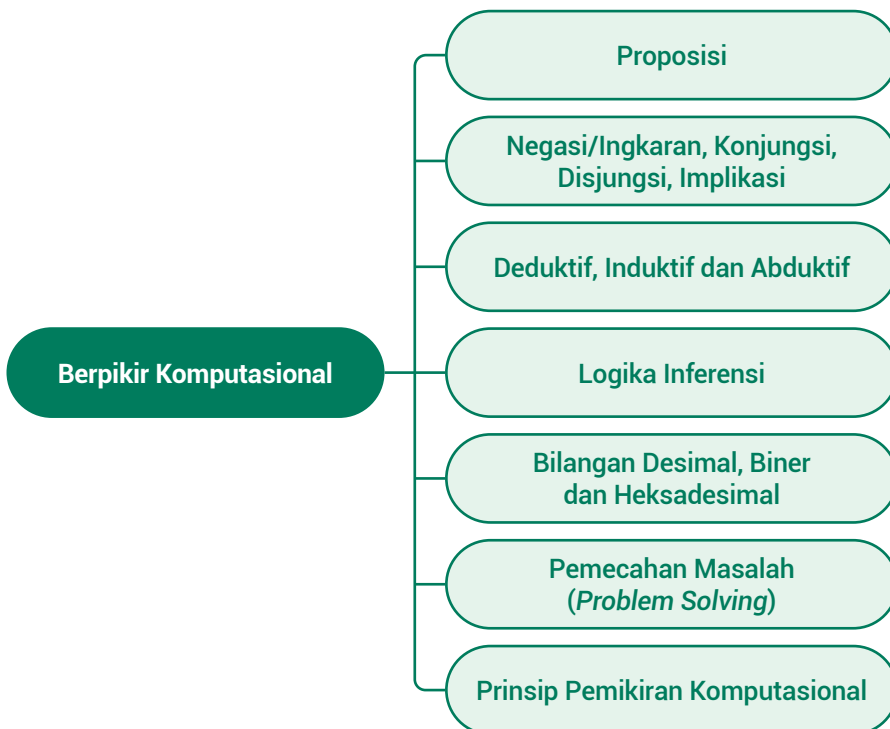 Proposisi
Negasi/Ingkaran, Konjungsi,
Disjungsi, Implikasi
Deduktif, Induktif dan Abduktif
Berpikir Komputasional
Logika Inferensi
Bilangan Desimal, Biner
dan Heksadesimal
Pemecahan Masalah
(Problem Solving)
Prinsip Pemikiran Komputasional